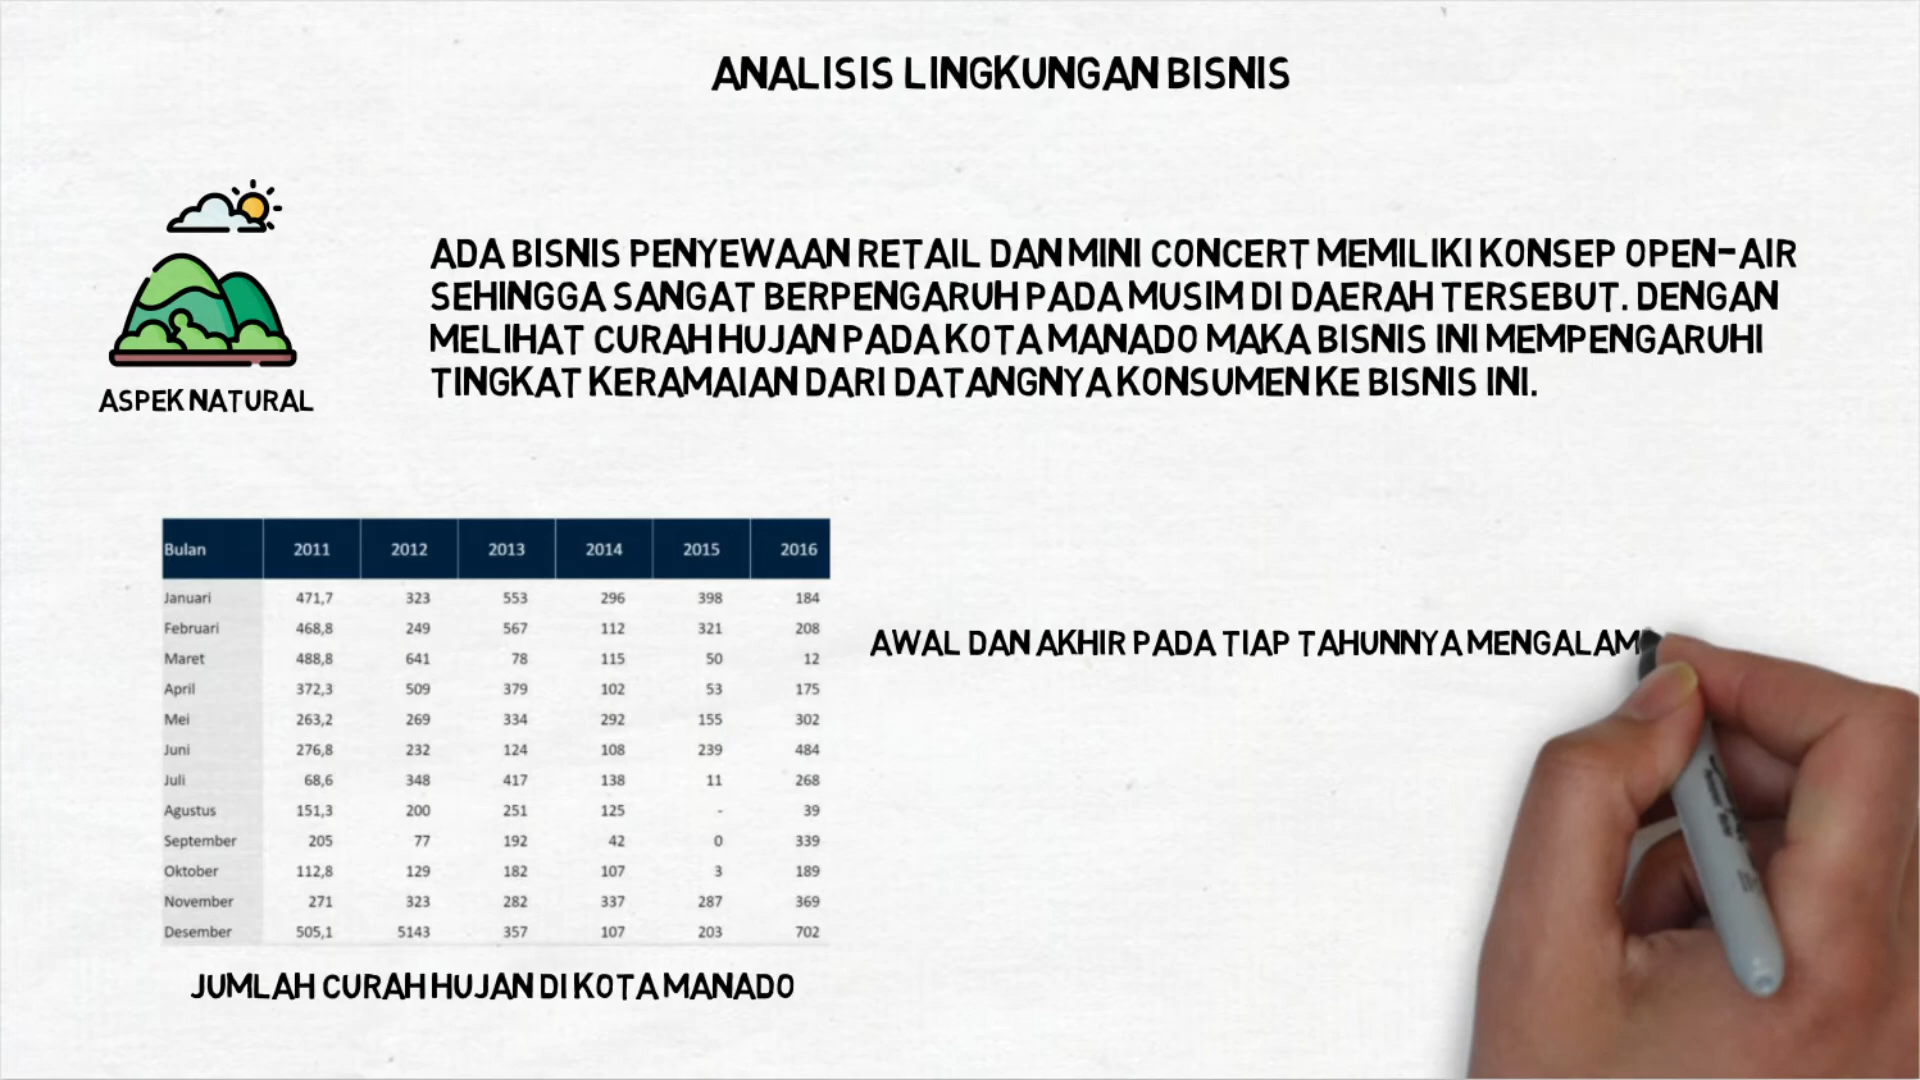 ANALISIS LINGKUNGAN BISNIS
ASPEK NATURAL
ADA BISNIS PENYEWAAN RETAIL DAN MINI CONCERT MEMILIKI KONSEP OPEN-AIR
SEHINGGA SANGAT BERPENGARUH PADA MUSIM DI DAERAH TERSEBUT. DENGAN
MELIHAT CURAH HUJAN PADA KOTA MANADO MAKA BISNIS INI MEMPENGARUHI
TINGKAT KERAMAIAN DARI DATANGNYA KONSUMEN KE BISNIS INI.
Bulan 2011 2012 2013 2014 2015 2016
Januari 471,7 323 553 296 398 184
Februari 468,8 249 567 112 321 208
Maret 488,8 641 78 115 50 12
April 372,3 509 379 102 53 175
Mei 263,2 269 334 292 155 302
Juni 276,8 232 124 108 239 484
Juli 68,6 348 417 138 11 268
Agustus 151,3 200 251 125 - 39
September 205 77 192 42 0 339
Oktober 112,8 129 182 107 3 189
November 271 323 282 337 287 369
Desember 505,1 5143 357 107 203 702
JUMLAH CURAH HUJAN DI KOTA MANADO
AWAL DAN AKHIR PADA TIAP TAHUNNYA MENGALAM